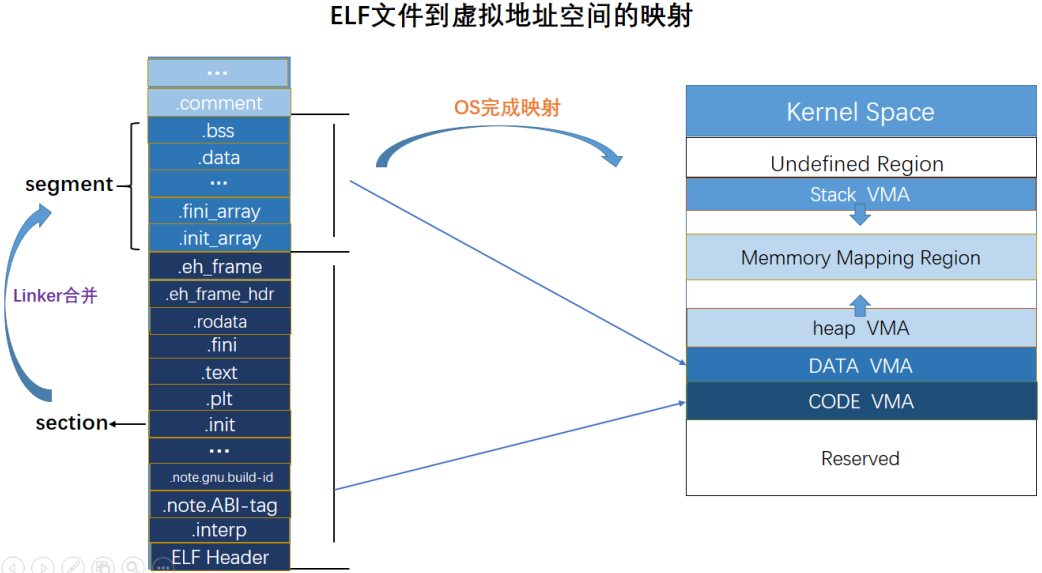 ELF文件到虚拟地址空间的映射
...
.comment
.bss
.data
...
.fini_array
.init_array
.eh_frame
.eh_frame_hdr
.rodata
.fini
.text
.plt
.init
...
.note.gnu.build-id
.note.ABI-tag
.interp
ELF Header
segment
Linker合并
section
OS完成映射
Kernel Space
Undefined Region
Stack VMA
Memmory Mapping Region
heap VMA
DATA VMA
CODE VMA
Reserved